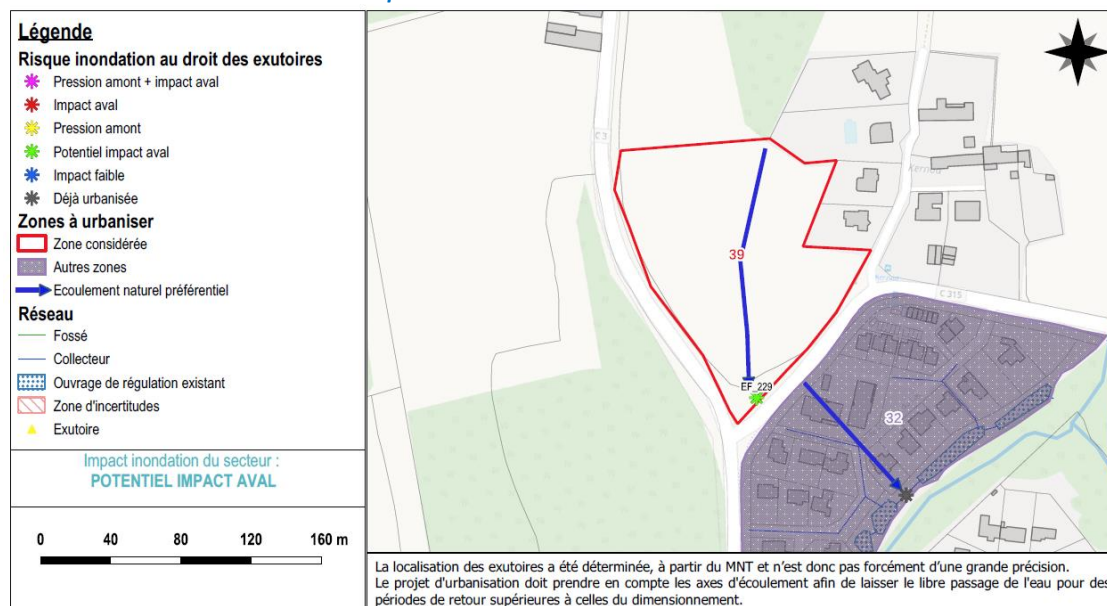 Légende
Risque inondation au droit des exutoires
Pression amont + impact aval
Impact aval
Pression amont
Potentiel impact aval
Impact faible
Déjà urbanisée
Zones à urbaniser
Zone considérée
Autres zones
Ecoulement naturel préférentiel
Réseau
Fossé
Collecteur
Ouvrage de régulation existant
Zone d'incertitudes
Exutoire
Impact inondation du secteur :
POTENTIEL IMPACT AVAL
0 40 80 120 160 m
C 3
39
EF_229
C 315
32
La localisation des exutoires a été déterminée, à partir du MNT et n'est donc pas forcément d'une grande précision.
Le projet d'urbanisation doit prendre en compte les axes d'écoulement afin de laisser le libre passage de l'eau pour des
périodes de retour supérieures à celles du dimensionnement.